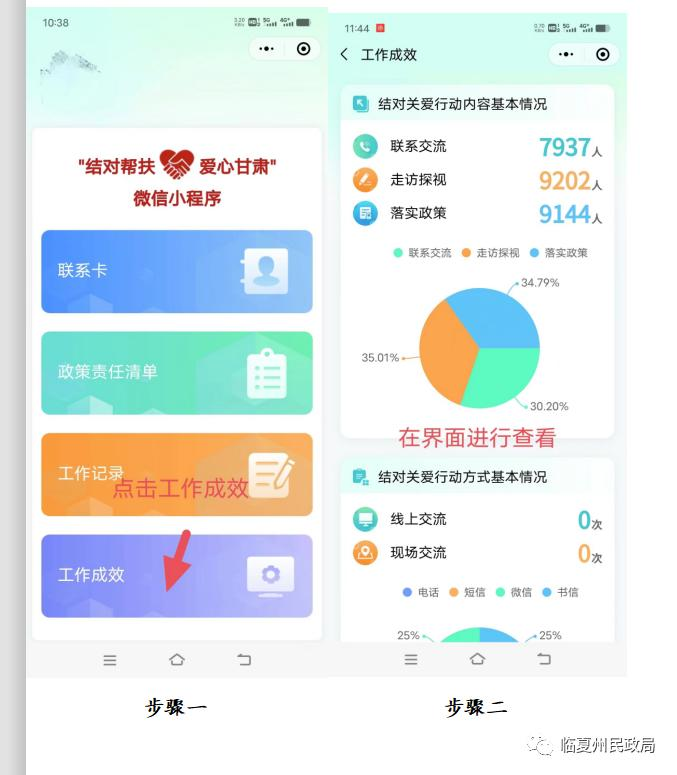 10:38
"结对帮扶 爱心甘肃"
微信小程序
联系卡
政策责任清单
工作记录
点击工作成效
工作成效
步骤一
11:44
工作成效
结对关爱行动内容基本情况
联系交流 7937人
走访探视 9202人
落实政策 9144人
联系交流 走访探视 落实政策
34.79%
35.01%
30.20%
在界面进行查看
结对关爱行动方式基本情况
线上交流 0次
现场交流 0次
电话 短信 微信 书信
25% 25%
步骤二
临夏州民政局